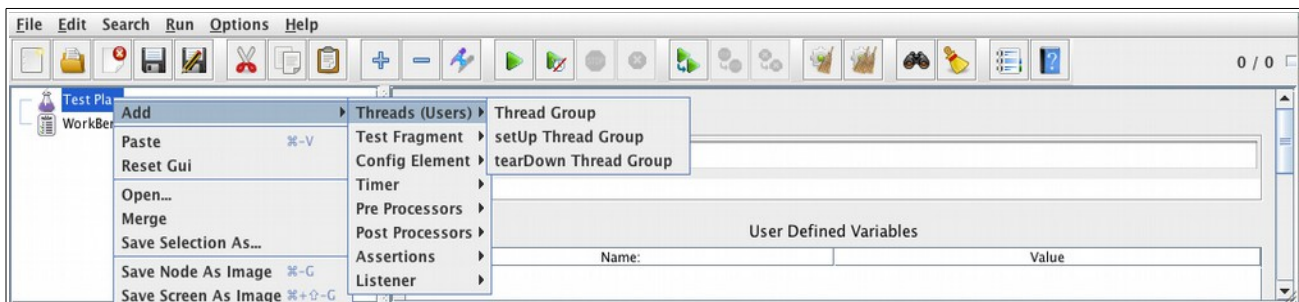 File Edit Search Run Options Help
0 / 0
Test Pla
WorkBer
Add
Paste ⌘-V
Reset Gui
Open...
Merge
Save Selection As...
Save Node As Image ⌘-G
Save Screen As Image ⌘+⇧-G
Threads (Users)
Test Fragment
Config Element
Timer
Pre Processors
Post Processors
Assertions
Listener
Thread Group
setUp Thread Group
tearDown Thread Group
User Defined Variables
Name: Value